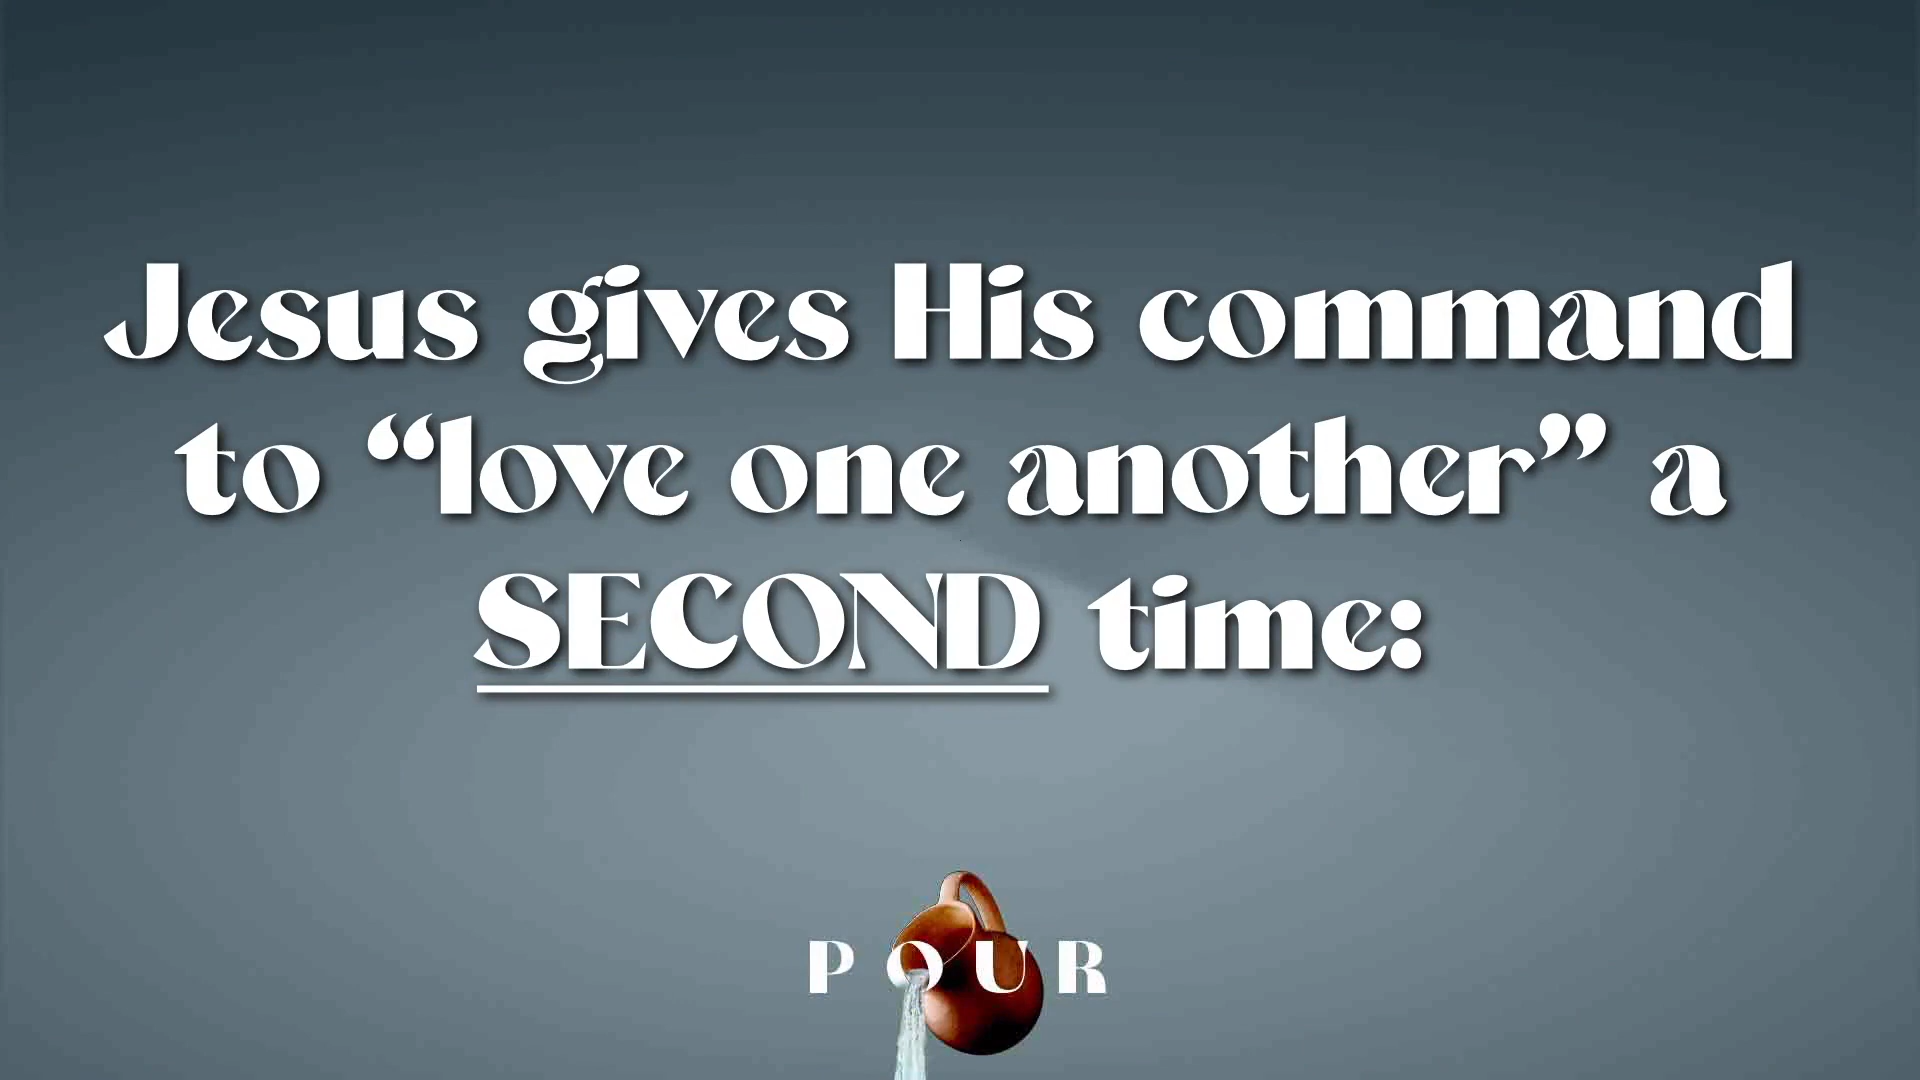 Jesus gives His command
to “love one another” a
SECOND time:
POUR